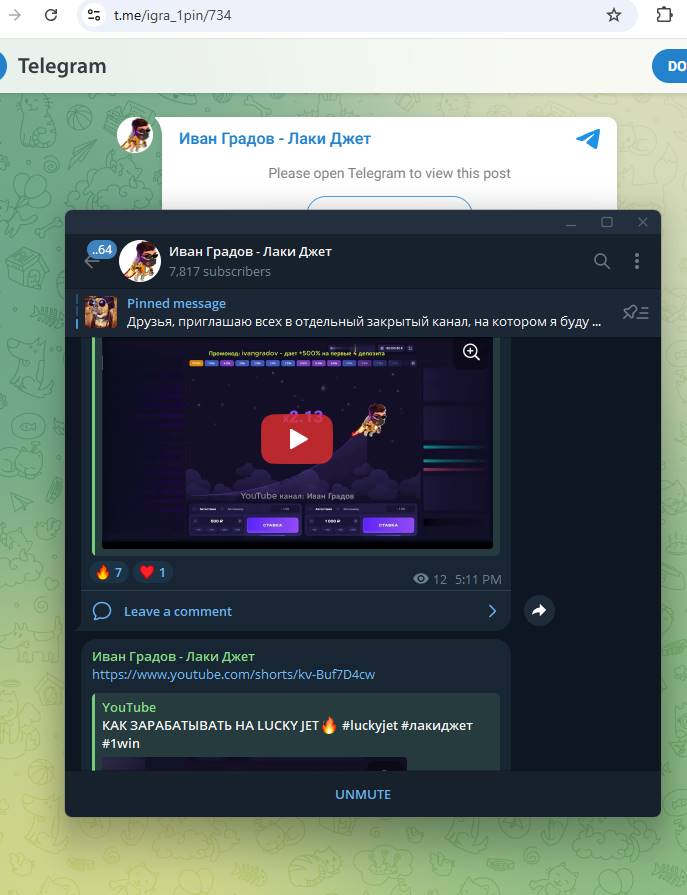 t.me/igra_1pin/734
Telegram
DO
Иван Градов - Лаки Джет
Please open Telegram to view this post
..64
Иван Градов - Лаки Джет
7,817 subscribers
Pinned message
Друзья, приглашаю всех в отдельный закрытый канал, на котором я буду ...
Промокод: ivangradov - дает +500% на первые 4 депозита
x2.13
YouTube канал: Иван Градов
СТАВКА
СТАВКА
7
1
12 5:11 PM
Leave a comment
Иван Градов - Лаки Джет
https://www.youtube.com/shorts/kv-Buf7D4cw
YouTube
КАК ЗАРАБАТЫВАТЬ НА LUCKY JET🔥 #luckyjet #лакиджет
#1win
UNMUTE